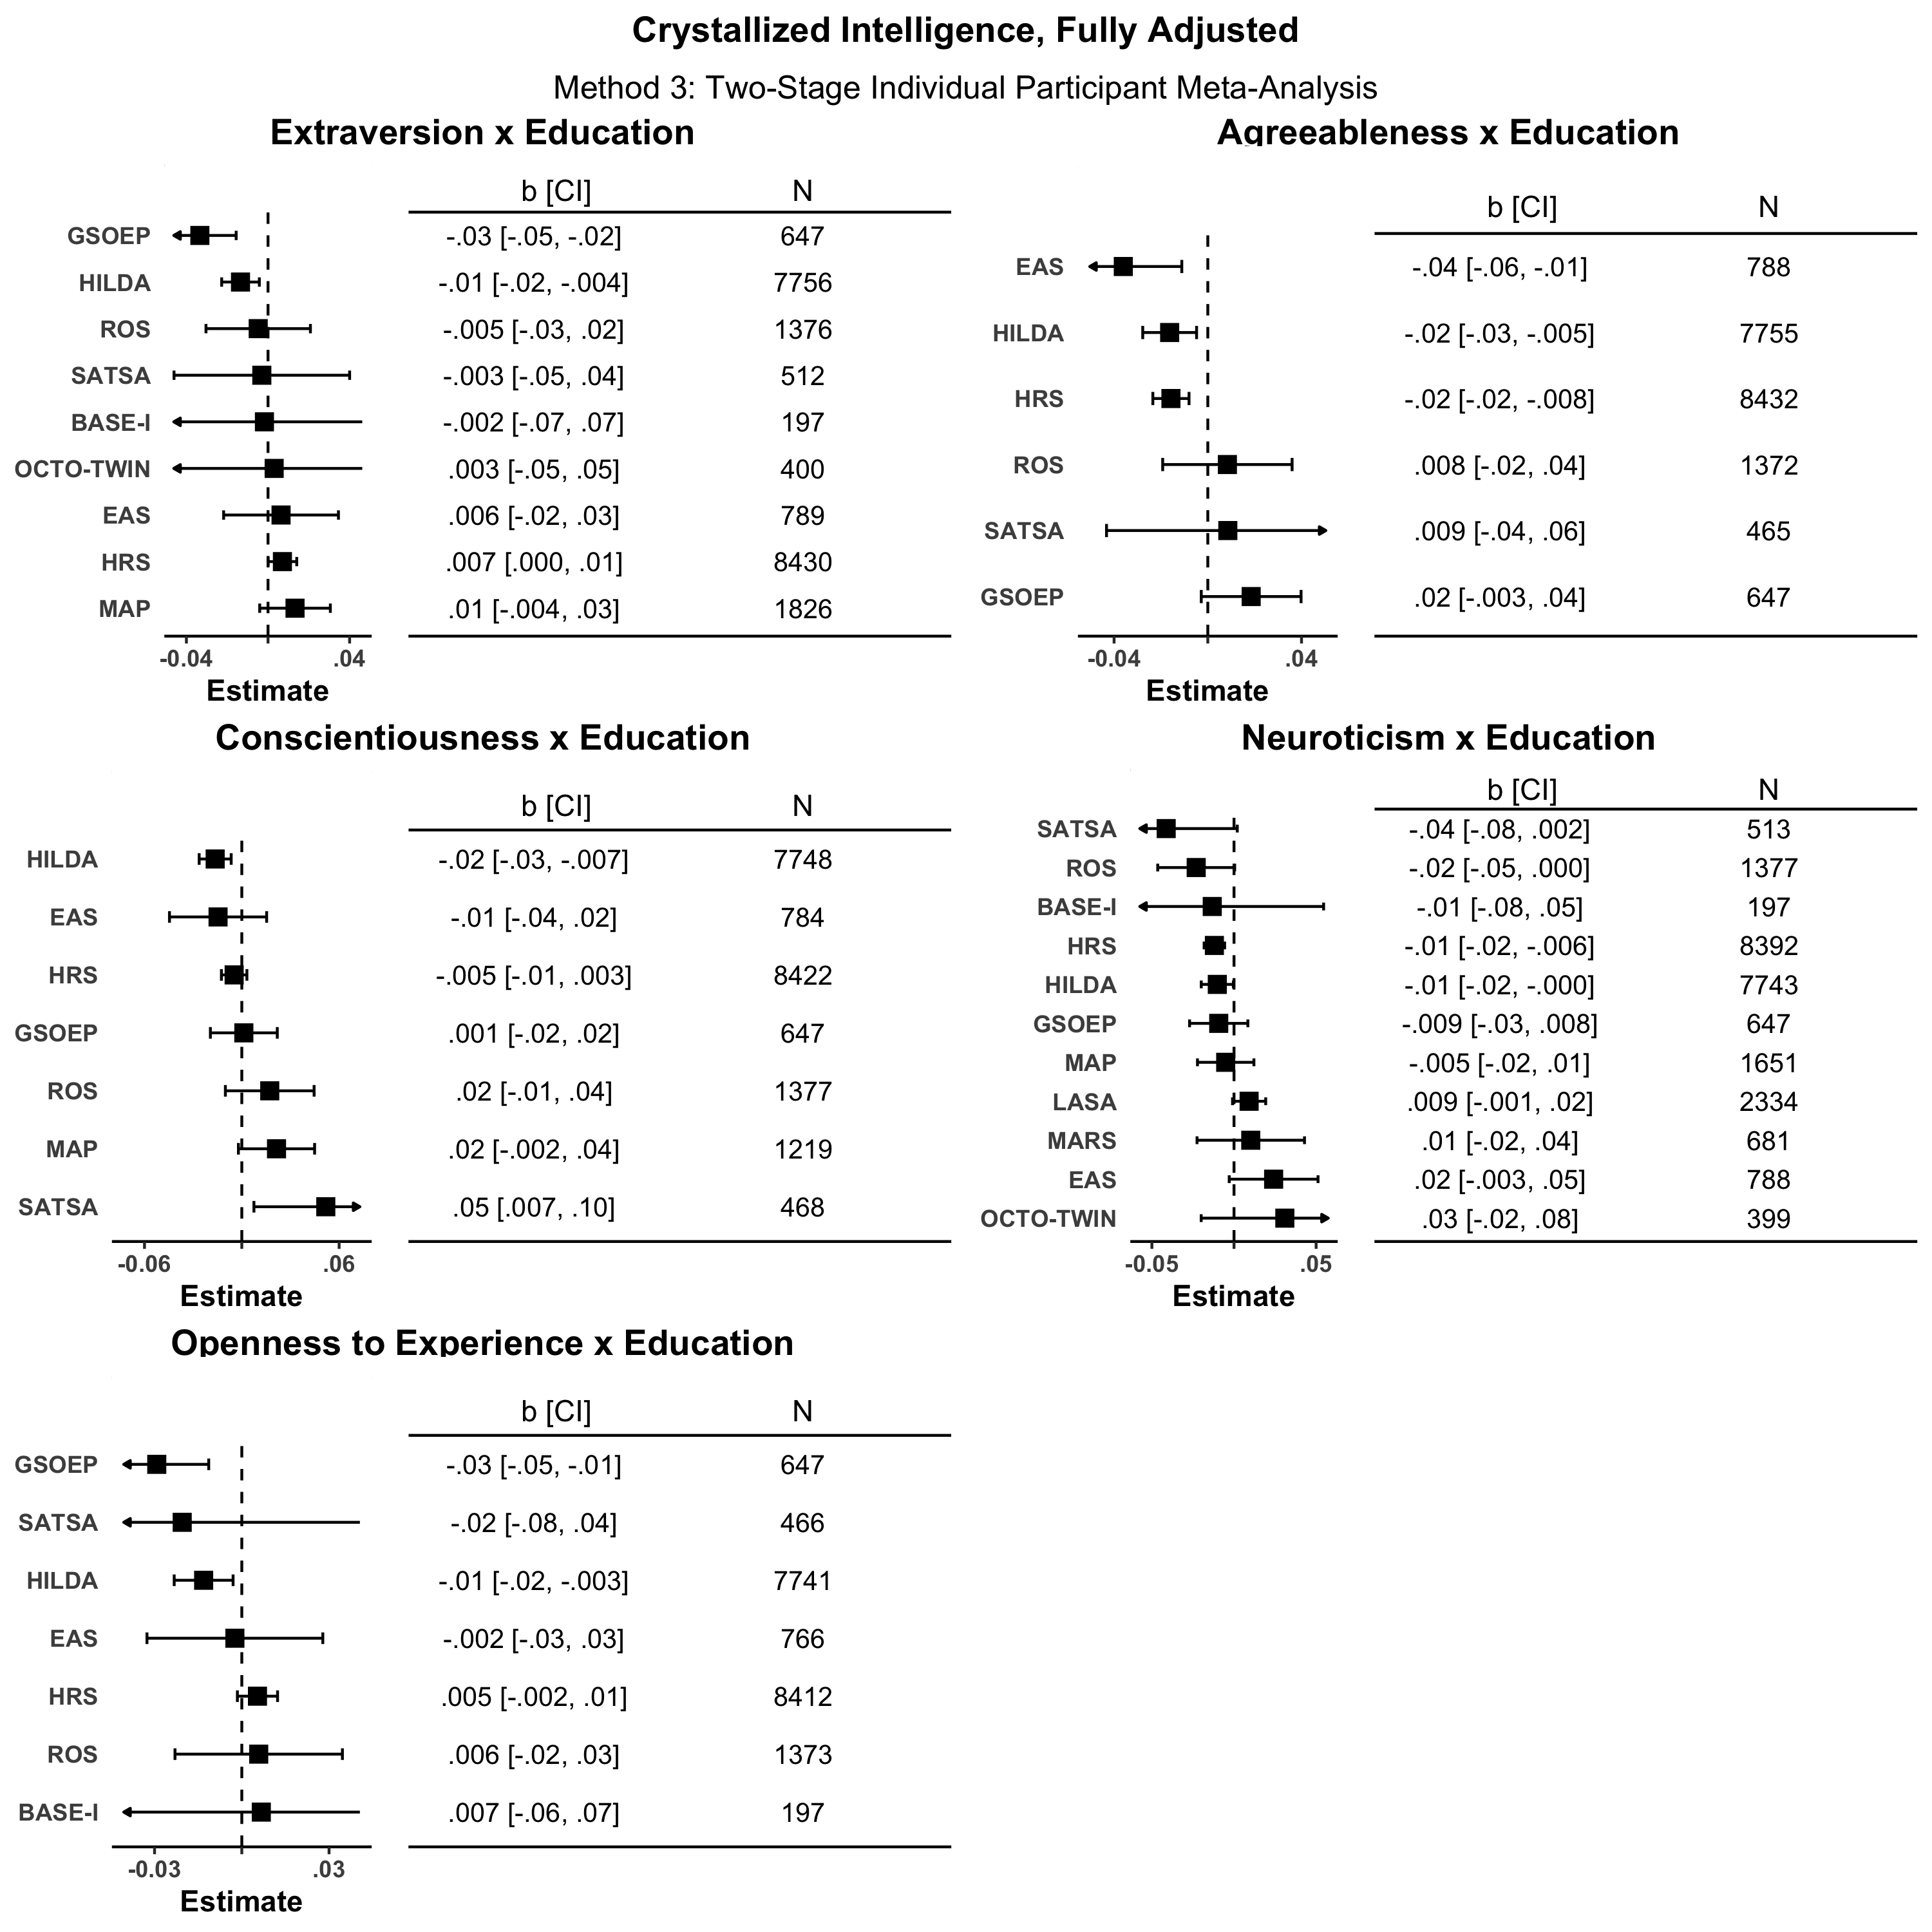 Crystallized Intelligence, Fully Adjusted
Method 3: Two-Stage Individual Participant Meta-Analysis
Extraversion x Education
b [CI] N
GSOEP -.03 [-.05, -.02] 647
HILDA -.01 [-.02, -.004] 7756
ROS -.005 [-.03, .02] 1376
SATSA -.003 [-.05, .04] 512
BASE-I -.002 [-.07, .07] 197
OCTO-TWIN .003 [-.05, .05] 400
EAS .006 [-.02, .03] 789
HRS .007 [.000, .01] 8430
MAP .01 [-.004, .03] 1826
-0.04 .04
Estimate
Agreeableness x Education
b [CI] N
EAS -.04 [-.06, -.01] 788
HILDA -.02 [-.03, -.005] 7755
HRS -.02 [-.02, -.008] 8432
ROS .008 [-.02, .04] 1372
SATSA .009 [-.04, .06] 465
GSOEP .02 [-.003, .04] 647
-0.04 .04
Estimate
Conscientiousness x Education
b [CI] N
HILDA -.02 [-.03, -.007] 7748
EAS -.01 [-.04, .02] 784
HRS -.005 [-.01, .003] 8422
GSOEP .001 [-.02, .02] 647
ROS .02 [-.01, .04] 1377
MAP .02 [-.002, .04] 1219
SATSA .05 [.007, .10] 468
-0.06 .06
Estimate
Neuroticism x Education
b [CI] N
SATSA -.04 [-.08, .002] 513
ROS -.02 [-.05, .000] 1377
BASE-I -.01 [-.08, .05] 197
HRS -.01 [-.02, -.006] 8392
HILDA -.01 [-.02, -.000] 7743
GSOEP -.009 [-.03, .008] 647
MAP -.005 [-.02, .01] 1651
LASA .009 [-.001, .02] 2334
MARS .01 [-.02, .04] 681
EAS .02 [-.003, .05] 788
OCTO-TWIN .03 [-.02, .08] 399
-0.05 .05
Estimate
Openness to Experience x Education
b [CI] N
GSOEP -.03 [-.05, -.01] 647
SATSA -.02 [-.08, .04] 466
HILDA -.01 [-.02, -.003] 7741
EAS -.002 [-.03, .03] 766
HRS .005 [-.002, .01] 8412
ROS .006 [-.02, .03] 1373
BASE-I .007 [-.06, .07] 197
-0.03 .03
Estimate